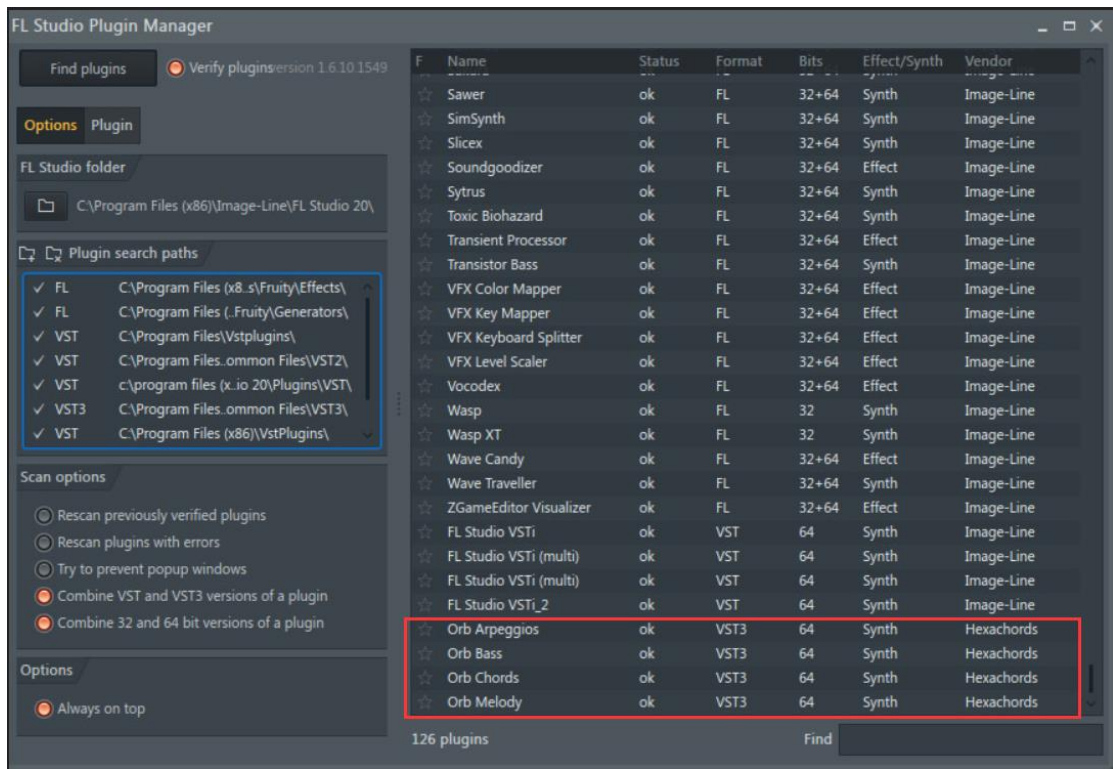 FL Studio Plugin Manager
Find plugins
Verify plugins ersion 1.6.10.1549
Options Plugin
FL Studio folder
C:\Program Files (x86)\Image-Line\FL Studio 20\
Plugin search paths
FL C:\Program Files (x8..s\Fruity\Effects\
FL C:\Program Files (..Fruity\Generators\
VST C:\Program Files\Vstplugins\
VST C:\Program Files..ommon Files\VST2\
VST c:\program files (x..io 20\Plugins\VST\
VST3 C:\Program Files..ommon Files\VST3\
VST C:\Program Files (x86)\VstPlugins\
Scan options
Rescan previously verified plugins
Rescan plugins with errors
Try to prevent popup windows
Combine VST and VST3 versions of a plugin
Combine 32 and 64 bit versions of a plugin
Options
Always on top
F Name Status Format Bits Effect/Synth Vendor
Sawer ok FL 32+64 Synth Image-Line
SimSynth ok FL 32+64 Synth Image-Line
Slicex ok FL 32+64 Synth Image-Line
Soundgoodizer ok FL 32+64 Effect Image-Line
Sytrus ok FL 32+64 Synth Image-Line
Toxic Biohazard ok FL 32+64 Synth Image-Line
Transient Processor ok FL 32+64 Effect Image-Line
Transistor Bass ok FL 32+64 Synth Image-Line
VFX Color Mapper ok FL 32+64 Effect Image-Line
VFX Key Mapper ok FL 32+64 Effect Image-Line
VFX Keyboard Splitter ok FL 32+64 Effect Image-Line
VFX Level Scaler ok FL 32+64 Effect Image-Line
Vocodex ok FL 32+64 Effect Image-Line
Wasp ok FL 32 Synth Image-Line
Wasp XT ok FL 32 Synth Image-Line
Wave Candy ok FL 32+64 Effect Image-Line
Wave Traveller ok FL 32+64 Synth Image-Line
ZGameEditor Visualizer ok FL 32+64 Effect Image-Line
FL Studio VSTi ok VST 64 Synth Image-Line
FL Studio VSTi (multi) ok VST 64 Synth Image-Line
FL Studio VSTi (multi) ok VST 64 Synth Image-Line
FL Studio VSTi_2 ok VST 64 Synth Image-Line
Orb Arpeggios ok VST3 64 Synth Hexachords
Orb Bass ok VST3 64 Synth Hexachords
Orb Chords ok VST3 64 Synth Hexachords
Orb Melody ok VST3 64 Synth Hexachords
126 plugins
Find